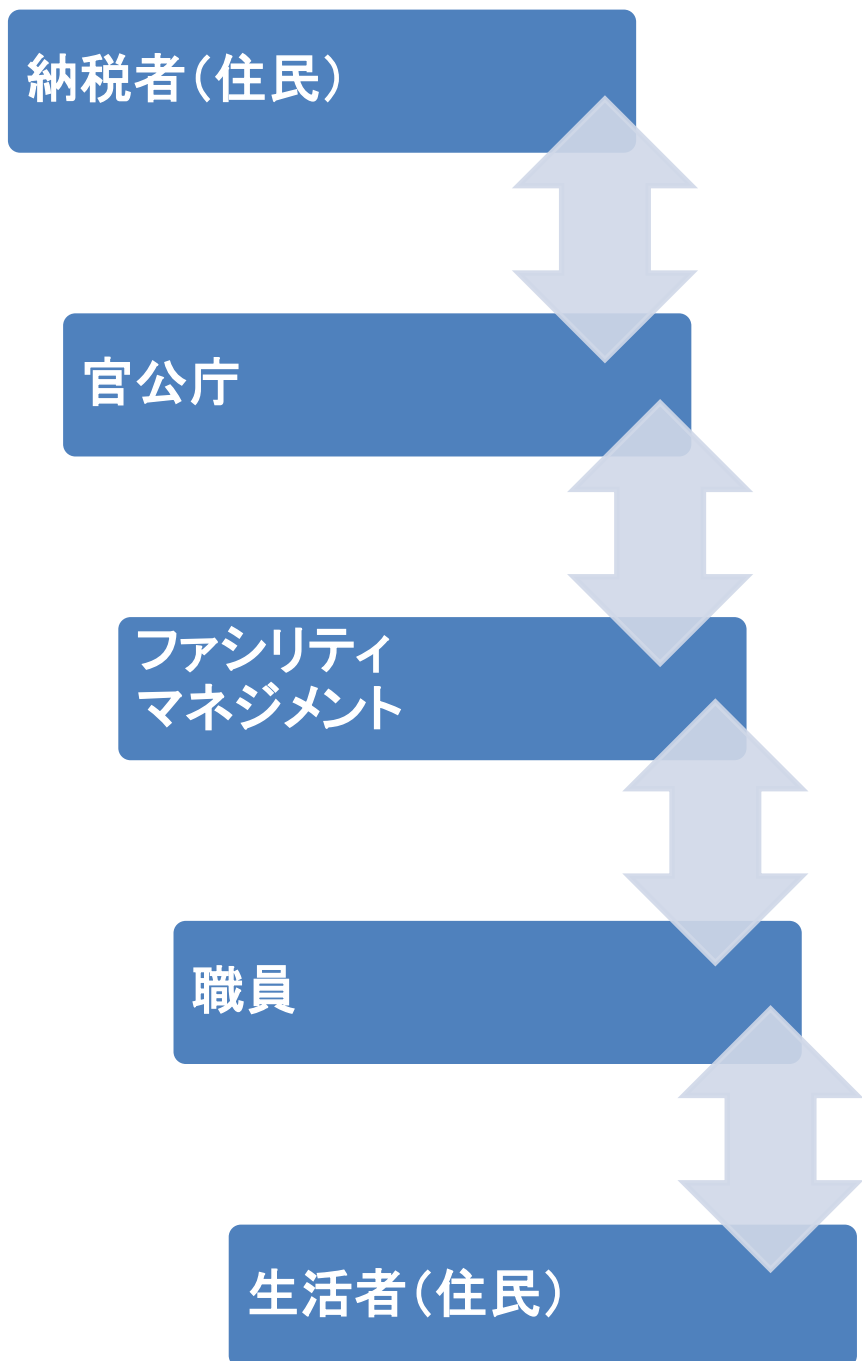 納税者（住民）
官公庁
ファシリティ
マネジメント
職員
生活者（住民）